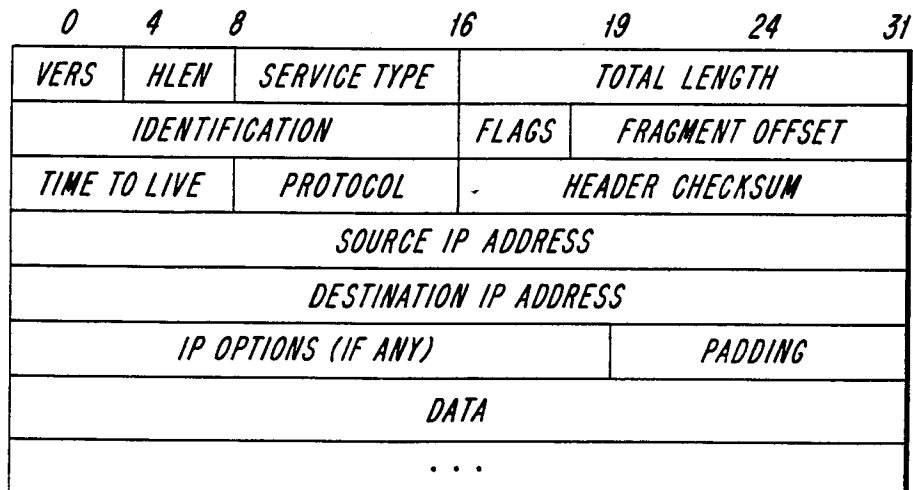 0 4 8 16 19 24 31
VERS HLEN SERVICE TYPE TOTAL LENGTH
IDENTIFICATION FLAGS FRAGMENT OFFSET
TIME TO LIVE PROTOCOL HEADER CHECKSUM
SOURCE IP ADDRESS
DESTINATION IP ADDRESS
IP OPTIONS (IF ANY) PADDING
DATA
...